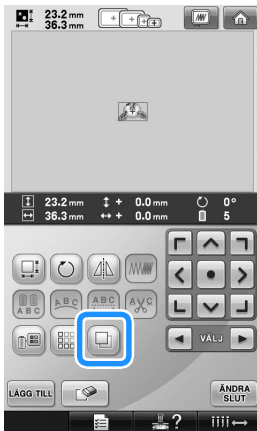 23.2 mm
36.3 mm
23.2 mm + 0.0 mm 0°
36.3 mm + 0.0 mm 5
ABC ABC ABC AYC
VÄLJ
LÄGG TILL
ÄNDRA
SLUT
?